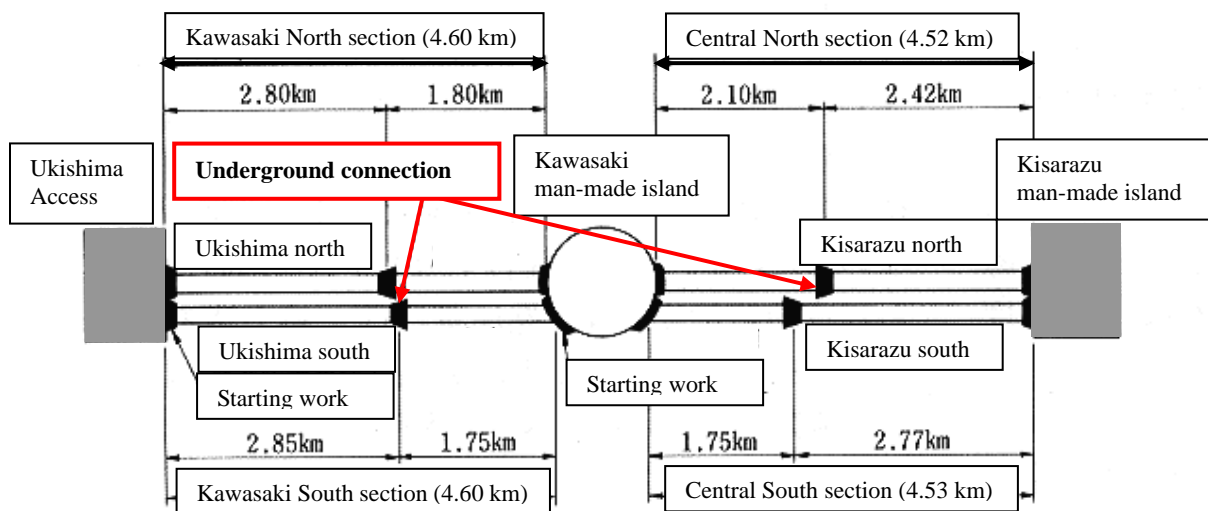 Kawasaki North section (4.60 km)
Central North section (4.52 km)
2.80km
1.80km
2.10km
2.42km
Ukishima
Access
Underground connection
Kawasaki
man-made island
Kisarazu
man-made island
Ukishima north
Kisarazu north
Ukishima south
Kisarazu south
Starting work
Starting work
2.85km
1.75km
1.75km
2.77km
Kawasaki South section (4.60 km)
Central South section (4.53 km)